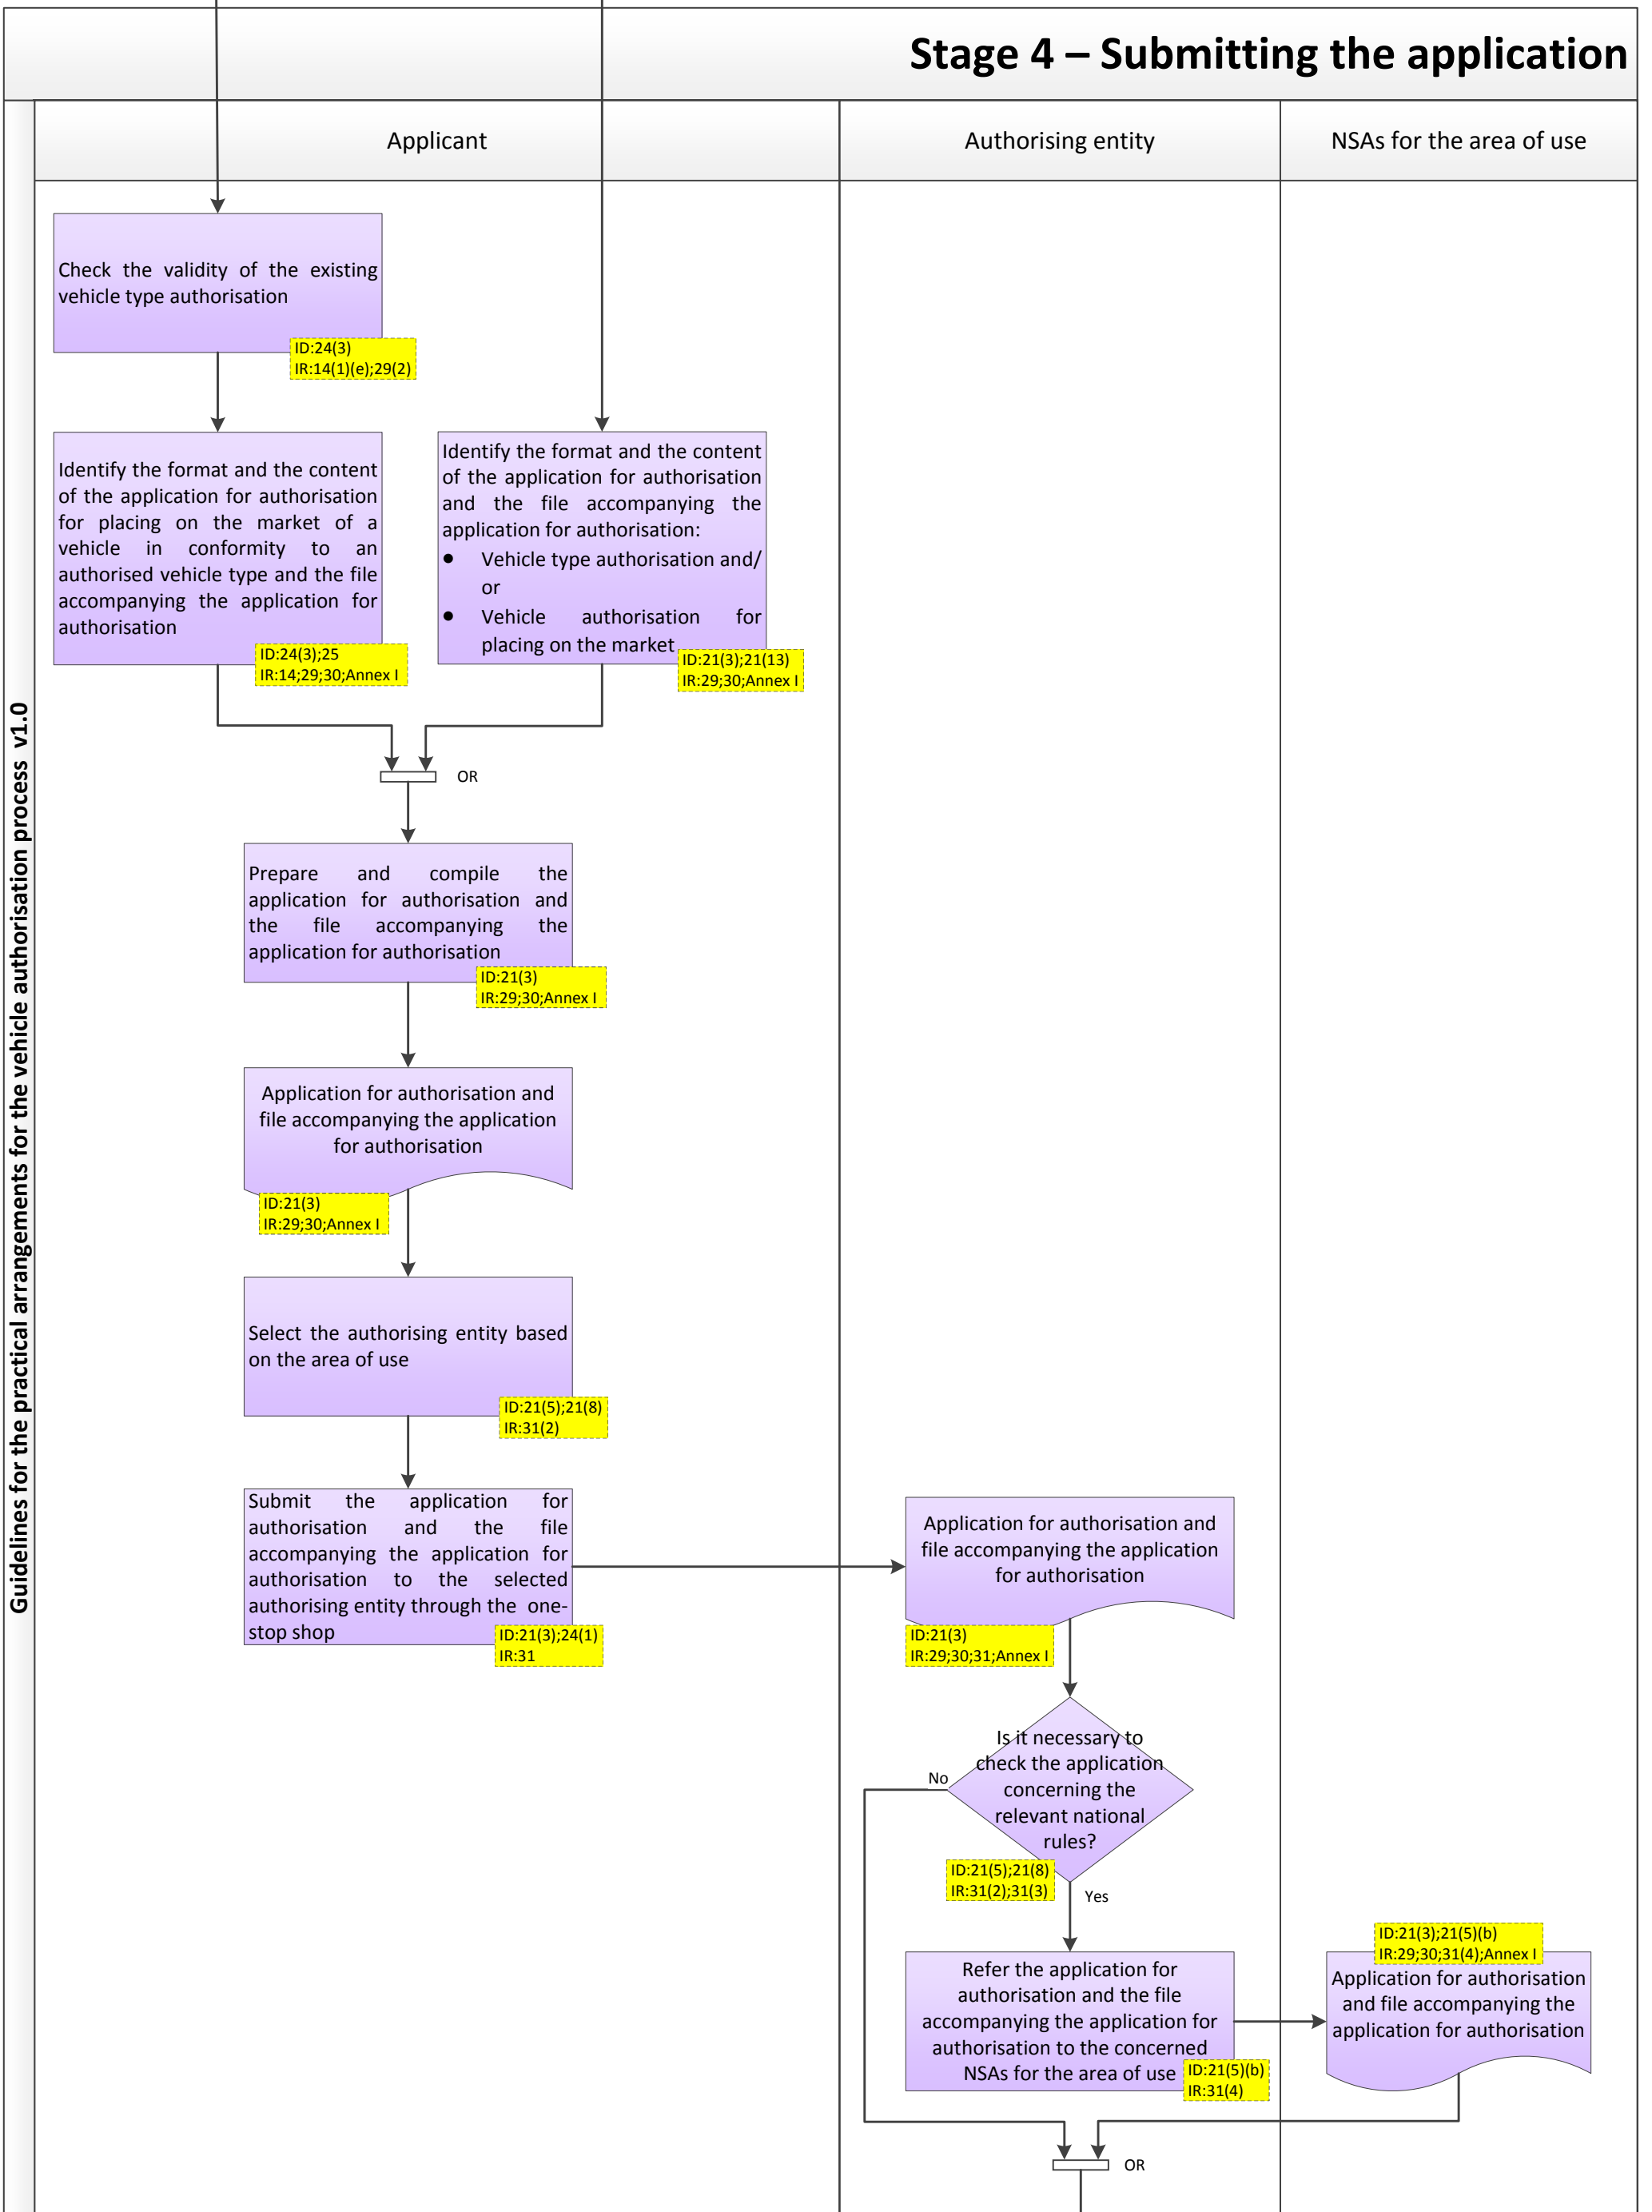 Stage 4 – Submitting the application
Applicant
Authorising entity
NSAs for the area of use
Guidelines for the practical arrangements for the vehicle authorisation process v1.0
Check the validity of the existing
vehicle type authorisation
ID:24(3)
IR:14(1)(e);29(2)
Identify the format and the content
of the application for authorisation
for placing on the market of a
vehicle in conformity to an
authorised vehicle type and the file
accompanying the application for
authorisation
ID:24(3);25
IR:14;29;30;Annex I
Identify the format and the content
of the application for authorisation
and the file accompanying the
application for authorisation:
● Vehicle type authorisation and/
or
● Vehicle authorisation for
placing on the market
ID:21(3);21(13)
IR:29;30;Annex I
OR
Prepare and compile the
application for authorisation and
the file accompanying the
application for authorisation
ID:21(3)
IR:29;30;Annex I
Application for authorisation and
file accompanying the application
for authorisation
ID:21(3)
IR:29;30;Annex I
Select the authorising entity based
on the area of use
ID:21(5);21(8)
IR:31(2)
Submit the application for
authorisation and the file
accompanying the application for
authorisation to the selected
authorising entity through the one-
stop shop
ID:21(3);24(1)
IR:31
Application for authorisation and
file accompanying the application
for authorisation
ID:21(3)
IR:29;30;31;Annex I
Is it necessary to
check the application
concerning the
relevant national
rules?
No
ID:21(5);21(8)
IR:31(2);31(3)
Yes
Refer the application for
authorisation and the file
accompanying the application for
authorisation to the concerned
NSAs for the area of use
ID:21(5)(b)
IR:31(4)
ID:21(3);21(5)(b)
IR:29;30;31(4);Annex I
Application for authorisation
and file accompanying the
application for authorisation
OR